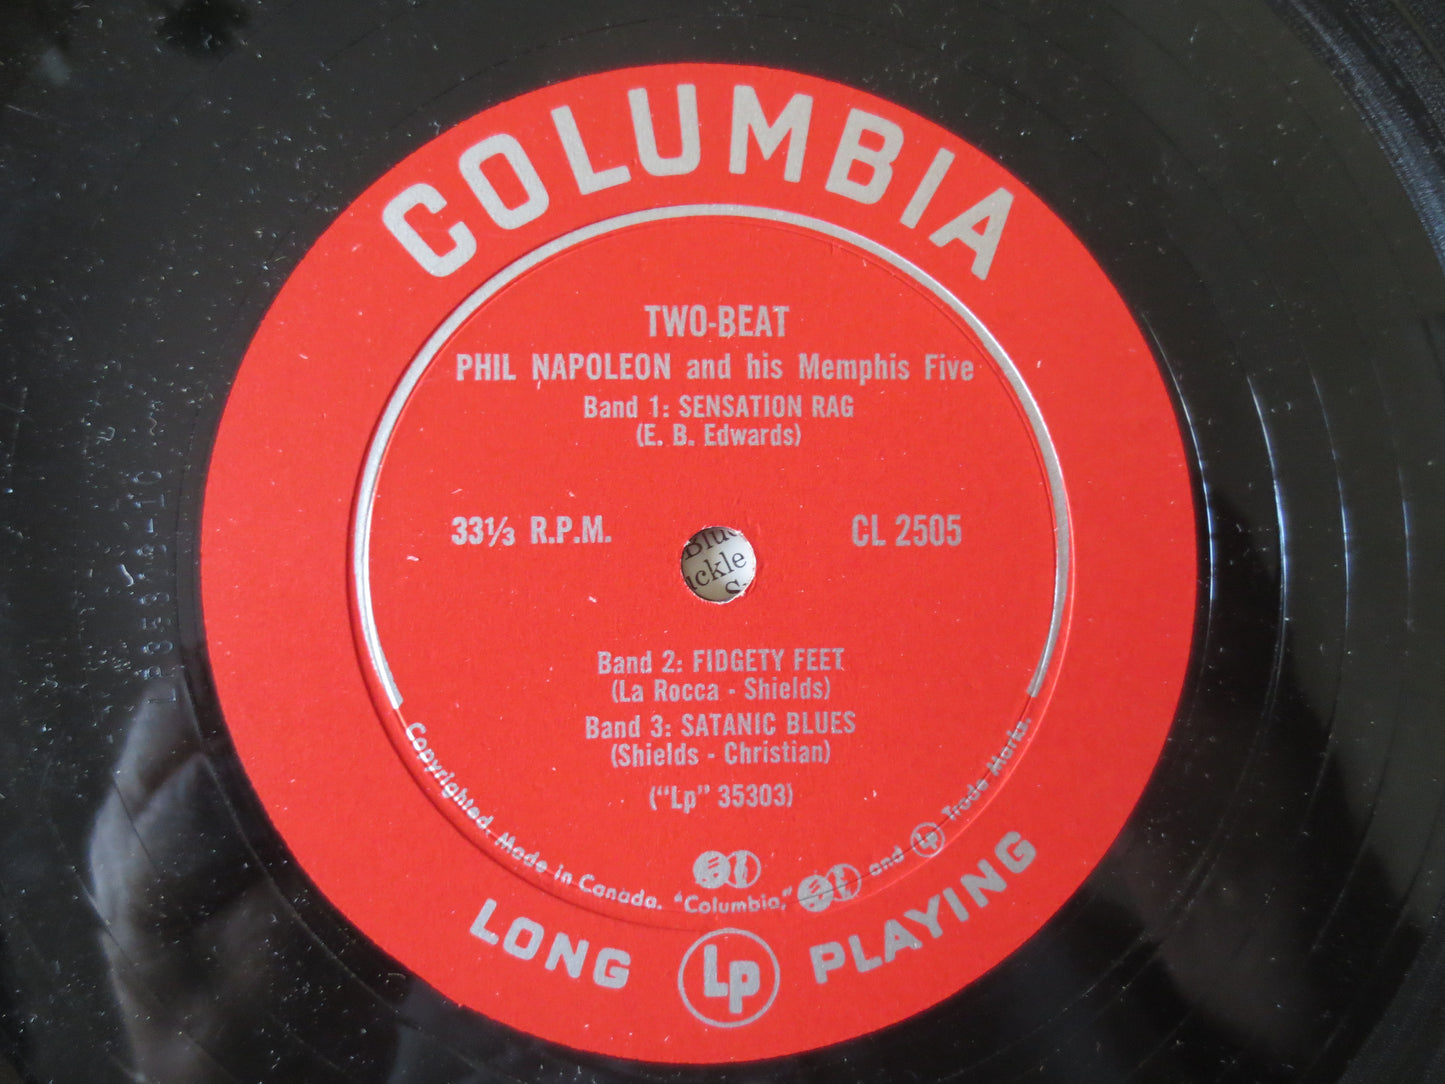 COLUMBIA
TWO-BEAT
PHIL NAPOLEON and his Memphis Five
Band 1: SENSATION RAG
(E. B. Edwards)
33⅓ R.P.M.
CL 2505
ckle
Band 2: FIDGETY FEET
(La Rocca - Shields)
Band 3: SATANIC BLUES
(Shields - Christian)
("Lp" 35303)
Copyrighted. Made in Canada. "Columbia," and Lp Trade Marks.
LONG Lp PLAYING